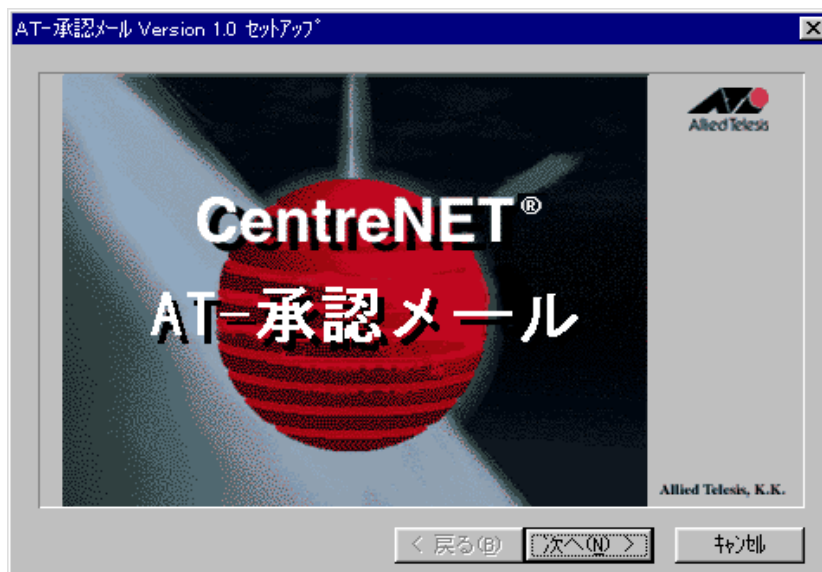 AT-承認ﾒｰﾙ Version 1.0 ｾｯﾄｱｯﾌﾟ
Allied Telesis
CentreNET®
AT-承認メール
Allied Telesis, K.K.
< 戻る(B)
次へ(N) >
ｷｬﾝｾﾙ